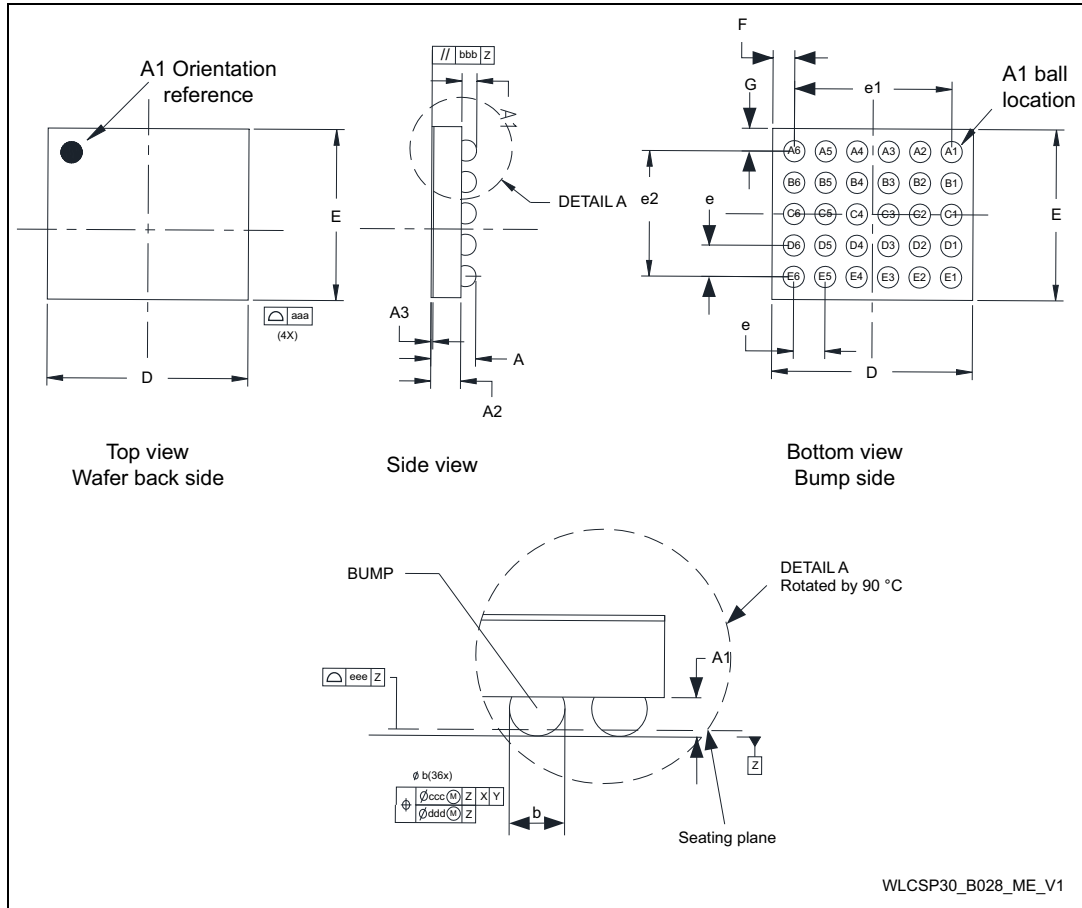 A1 Orientation
reference
E
D
⌓ aaa
(4X)
Top view
Wafer back side
// bbb Z
A1
DETAIL A
A3
A
A2
Side view
F
G
e1
A1 ball
location
e2
e
e
E
D
A6 A5 A4 A3 A2 A1
B6 B5 B4 B3 B2 B1
C6 C5 C4 C3 C2 C1
D6 D5 D4 D3 D2 D1
E6 E5 E4 E3 E2 E1
Bottom view
Bump side
BUMP
DETAIL A
Rotated by 90 °C
A1
⌓ eee Z
Z
ø b(36x)
⌖ Øccc Ⓜ Z X Y
Øddd Ⓜ Z
b
Seating plane
WLCSP30_B028_ME_V1